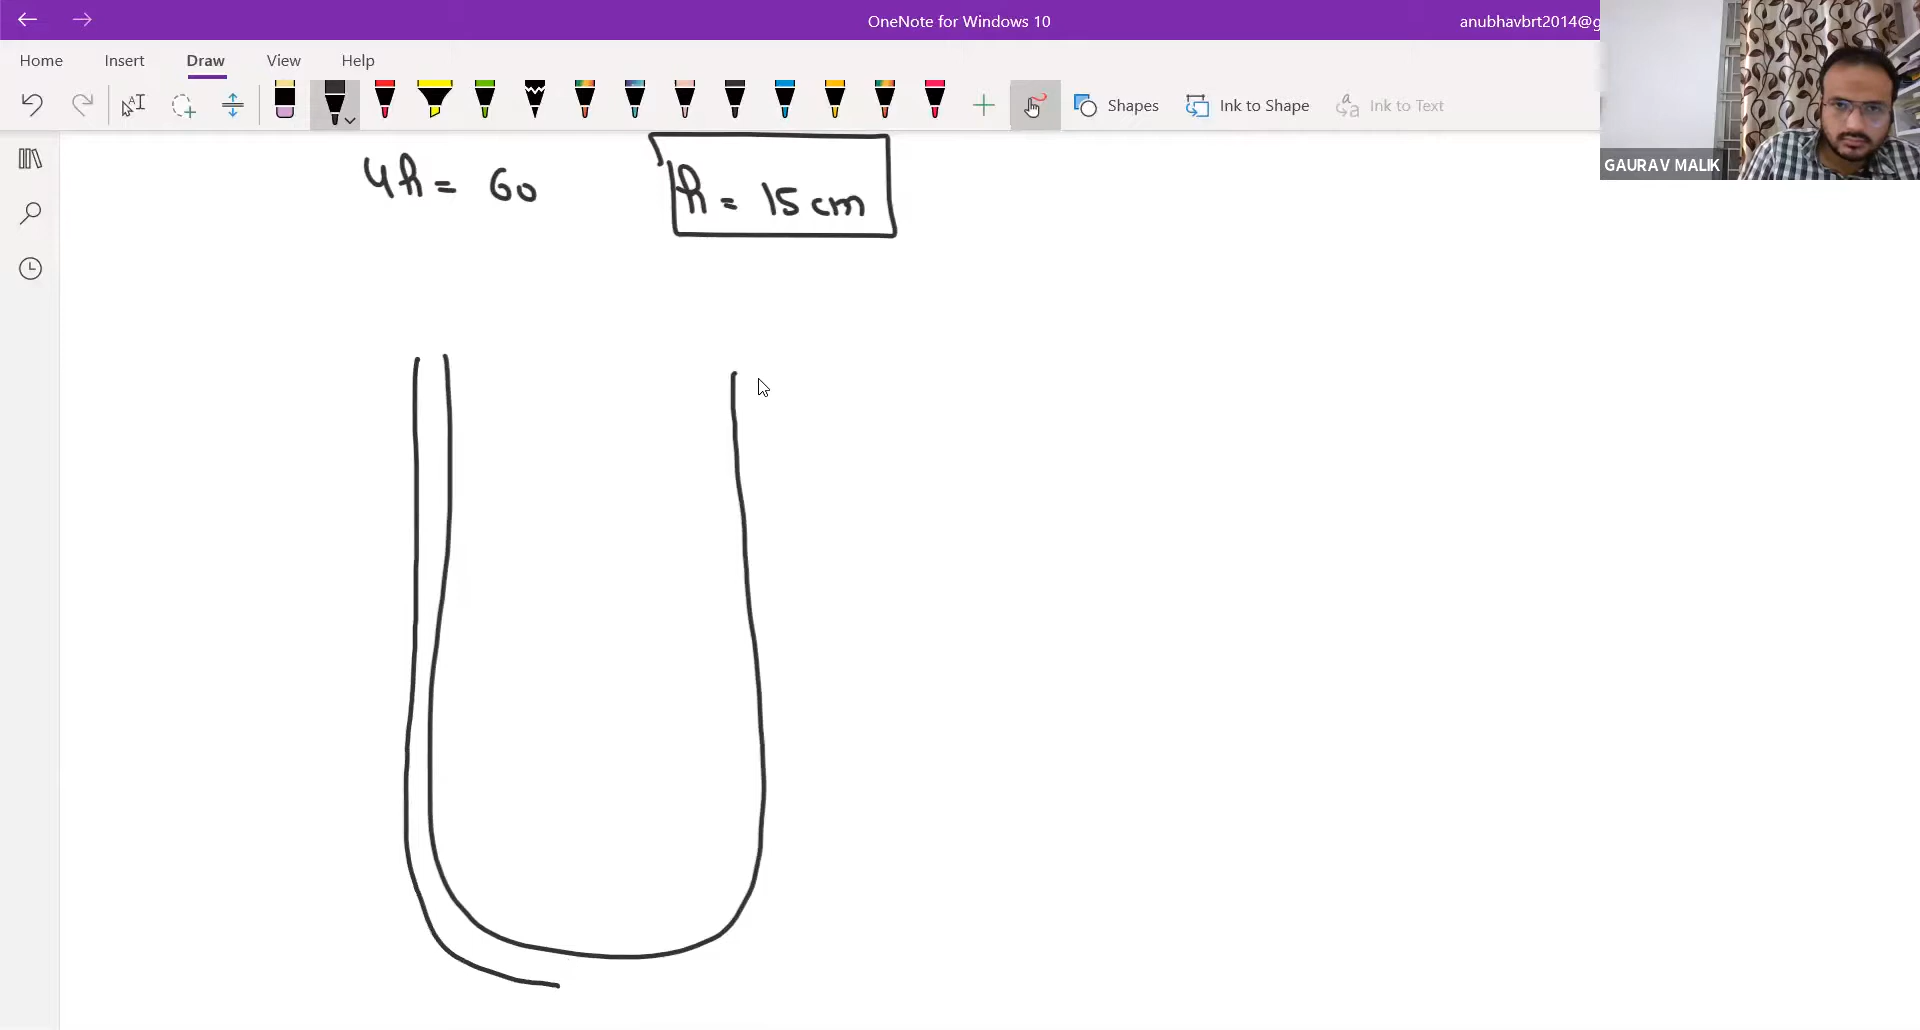 OneNote for Windows 10
anubhavbrt2014@g
Home Insert Draw View Help
Shapes Ink to Shape Ink to Text
GAURAV MALIK
4h = 60
h = 15 cm